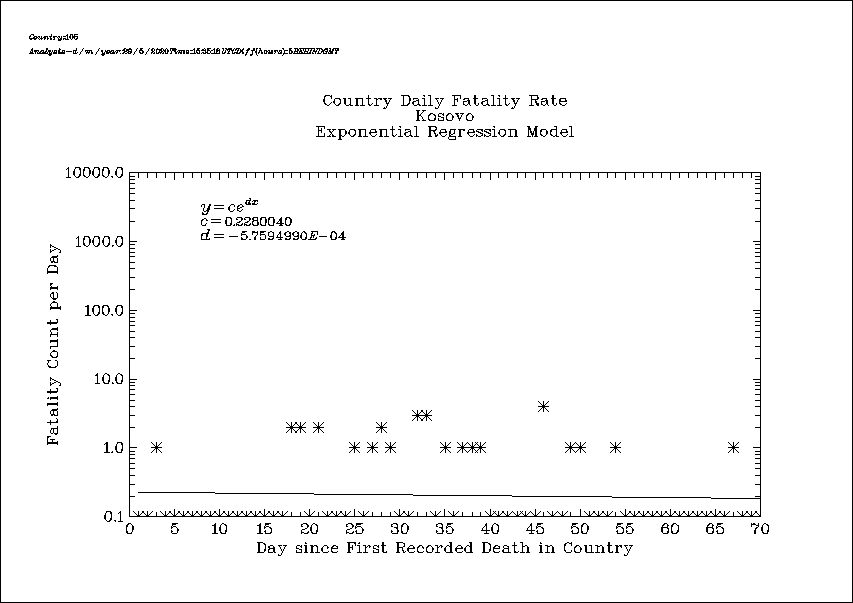 Country:105
Country Daily Fatality Rate
Kosovo
Exponential Regression Model
10000.0
1000.0
100.0
10.0
1.0
0.1
y=ce^dx
c=0.2280040
d=-5.7594990E-04
Fatality Count per Day
0 5 10 15 20 25 30 35 40 45 50 55 60 65 70
Day since First Recorded Death in Country